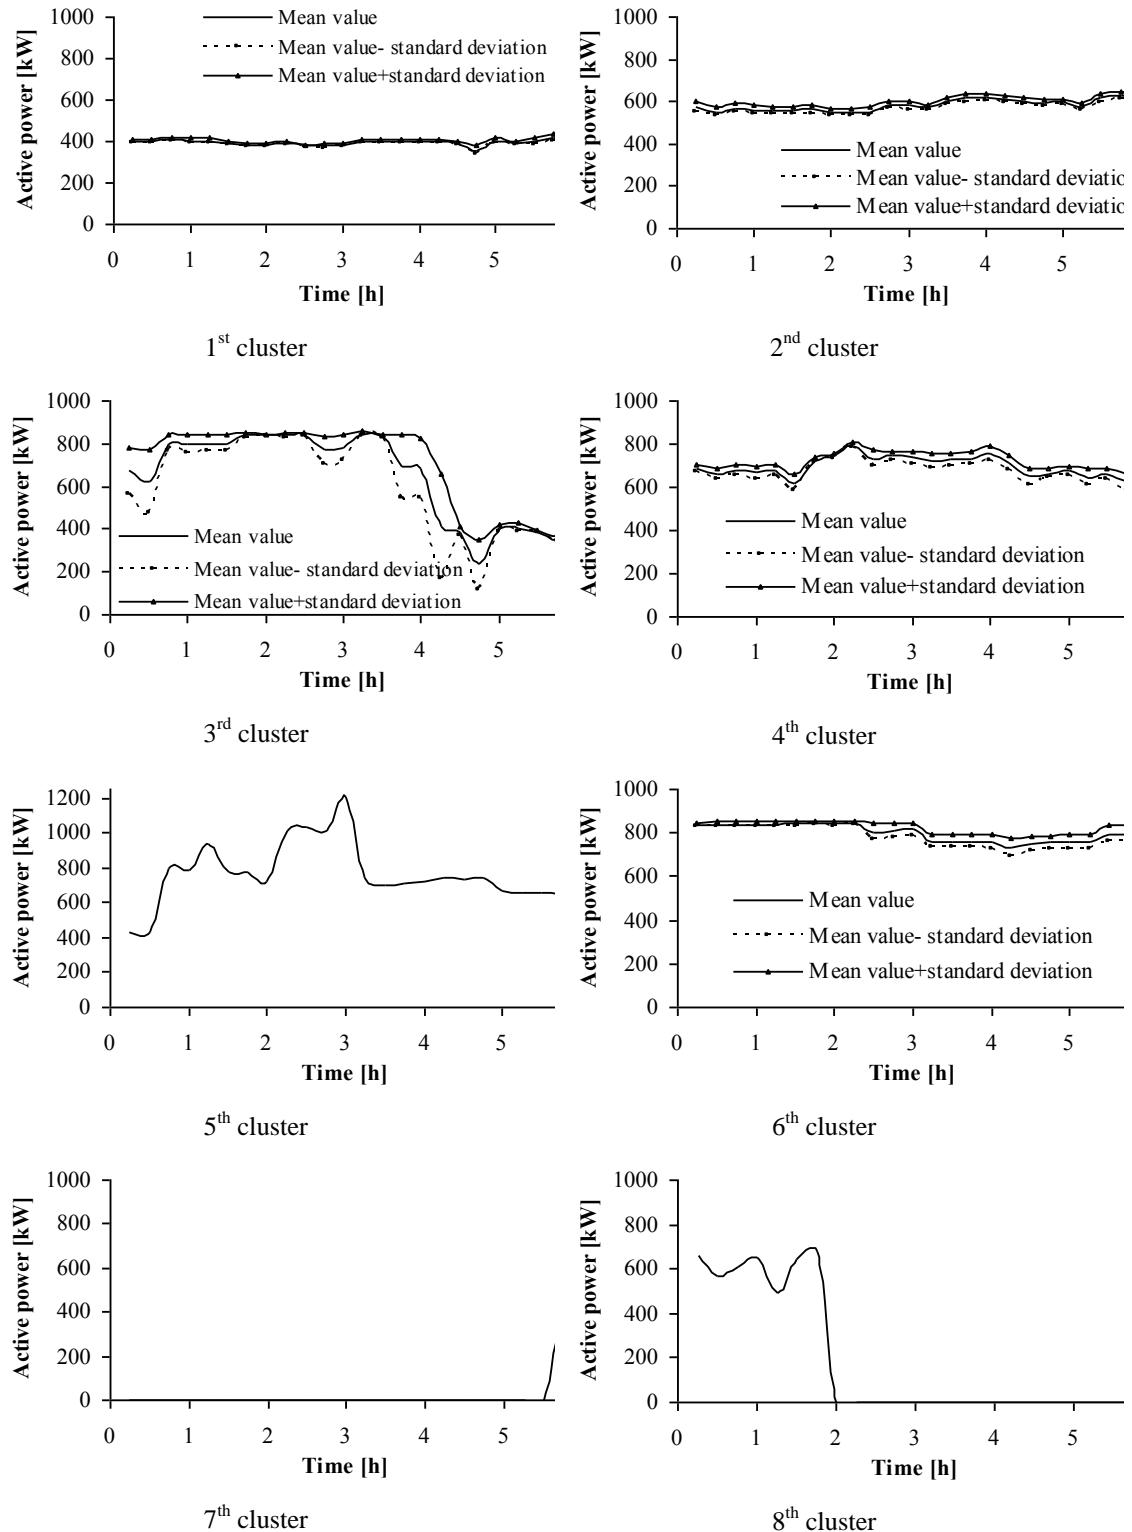 1000
800
600
400
200
0
Active power [kW]
Mean value
Mean value- standard deviation
Mean value+standard deviation
0 1 2 3 4 5
Time [h]
1st cluster
1000
800
600
400
200
0
Active power [kW]
Mean value
Mean value- standard deviatio
Mean value+standard deviatio
0 1 2 3 4 5
Time [h]
2nd cluster
1000
800
600
400
200
0
Active power [kW]
Mean value
Mean value- standard deviation
Mean value+standard deviation
0 1 2 3 4 5
Time [h]
3rd cluster
1000
800
600
400
200
0
Active power [kW]
Mean value
Mean value- standard deviation
Mean value+standard deviation
0 1 2 3 4 5
Time [h]
4th cluster
1200
1000
800
600
400
200
0
Active power [kW]
0 1 2 3 4 5
Time [h]
5th cluster
1000
800
600
400
200
0
Active power [kW]
Mean value
Mean value- standard deviation
Mean value+standard deviation
0 1 2 3 4 5
Time [h]
6th cluster
1000
800
600
400
200
0
Active power [kW]
0 1 2 3 4 5
Time [h]
7th cluster
1000
800
600
400
200
0
Active power [kW]
0 1 2 3 4 5
Time [h]
8th cluster